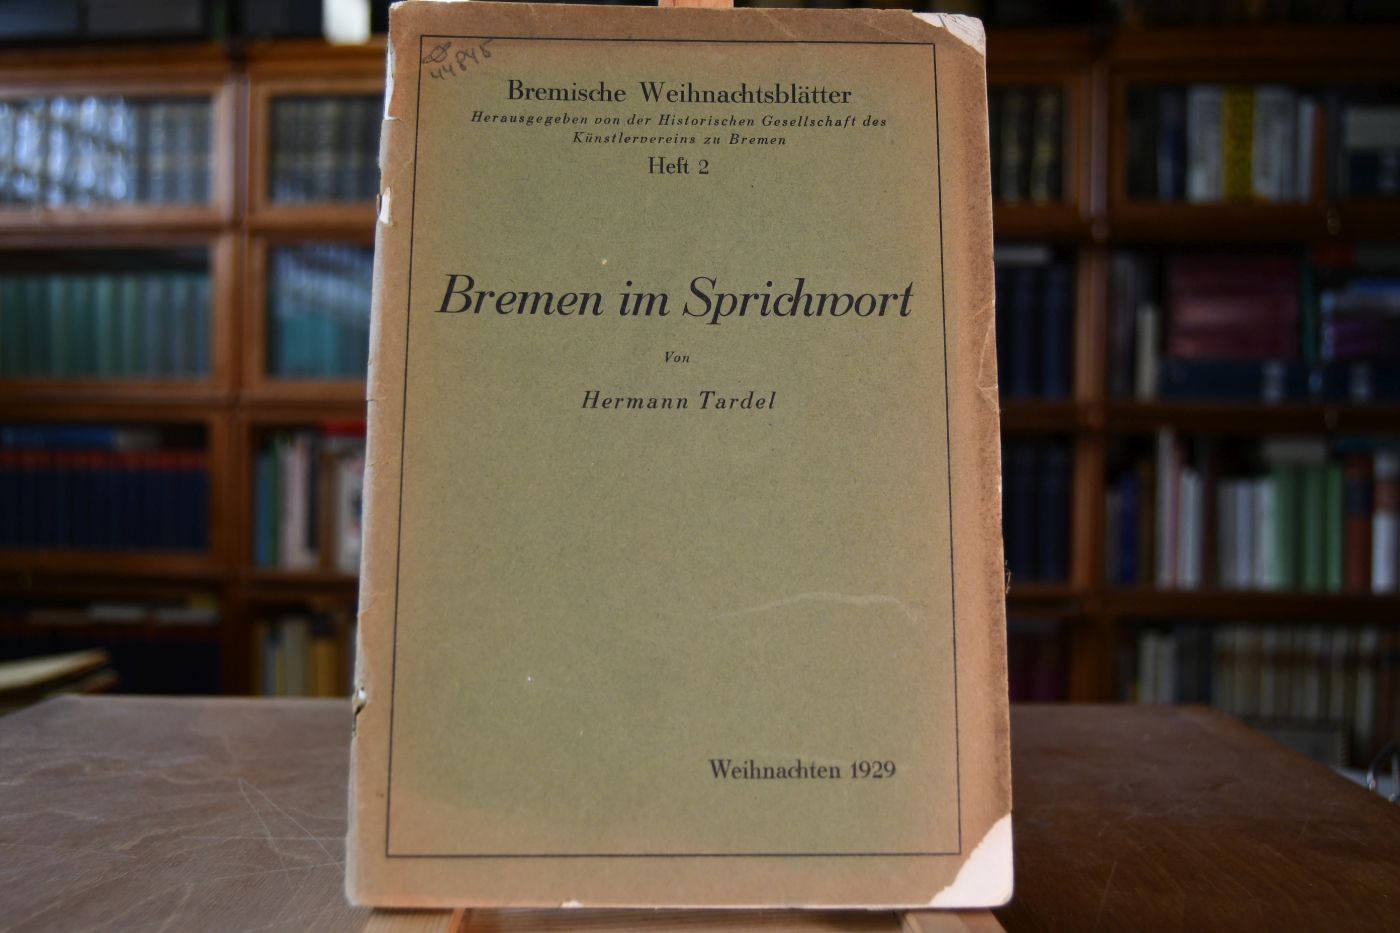 44845
Bremische Weihnachtsblätter
Herausgegeben von der Historischen Gesellschaft des
Künstlervereins zu Bremen
Heft 2
Bremen im Sprichwort
Von
Hermann Tardel
Weihnachten 1929